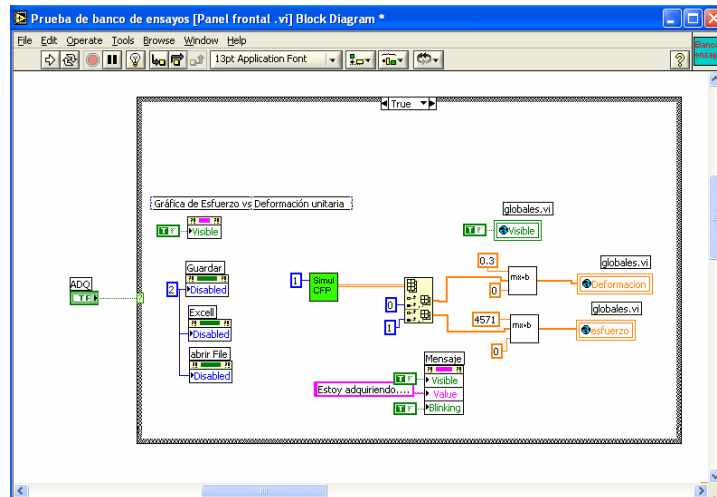 Prueba de banco de ensayos [Panel frontal .vi] Block Diagram *
File Edit Operate Tools Browse Window Help
Banco
ensay
13pt Application Font
?
True
Gráfica de Esfuerzo vs Deformación unitaria
Visible
globales.vi
Visible
ADQ
TF
?
Guardar
2
Disabled
Excell
Disabled
abrir File
Disabled
1
Simul
CFP
0
1
0.3
mx+b
0
globales.vi
Deformacion
4571
mx+b
0
globales.vi
esfuerzo
Mensaje
Visible
Estoy adquiriendo....
Value
Blinking